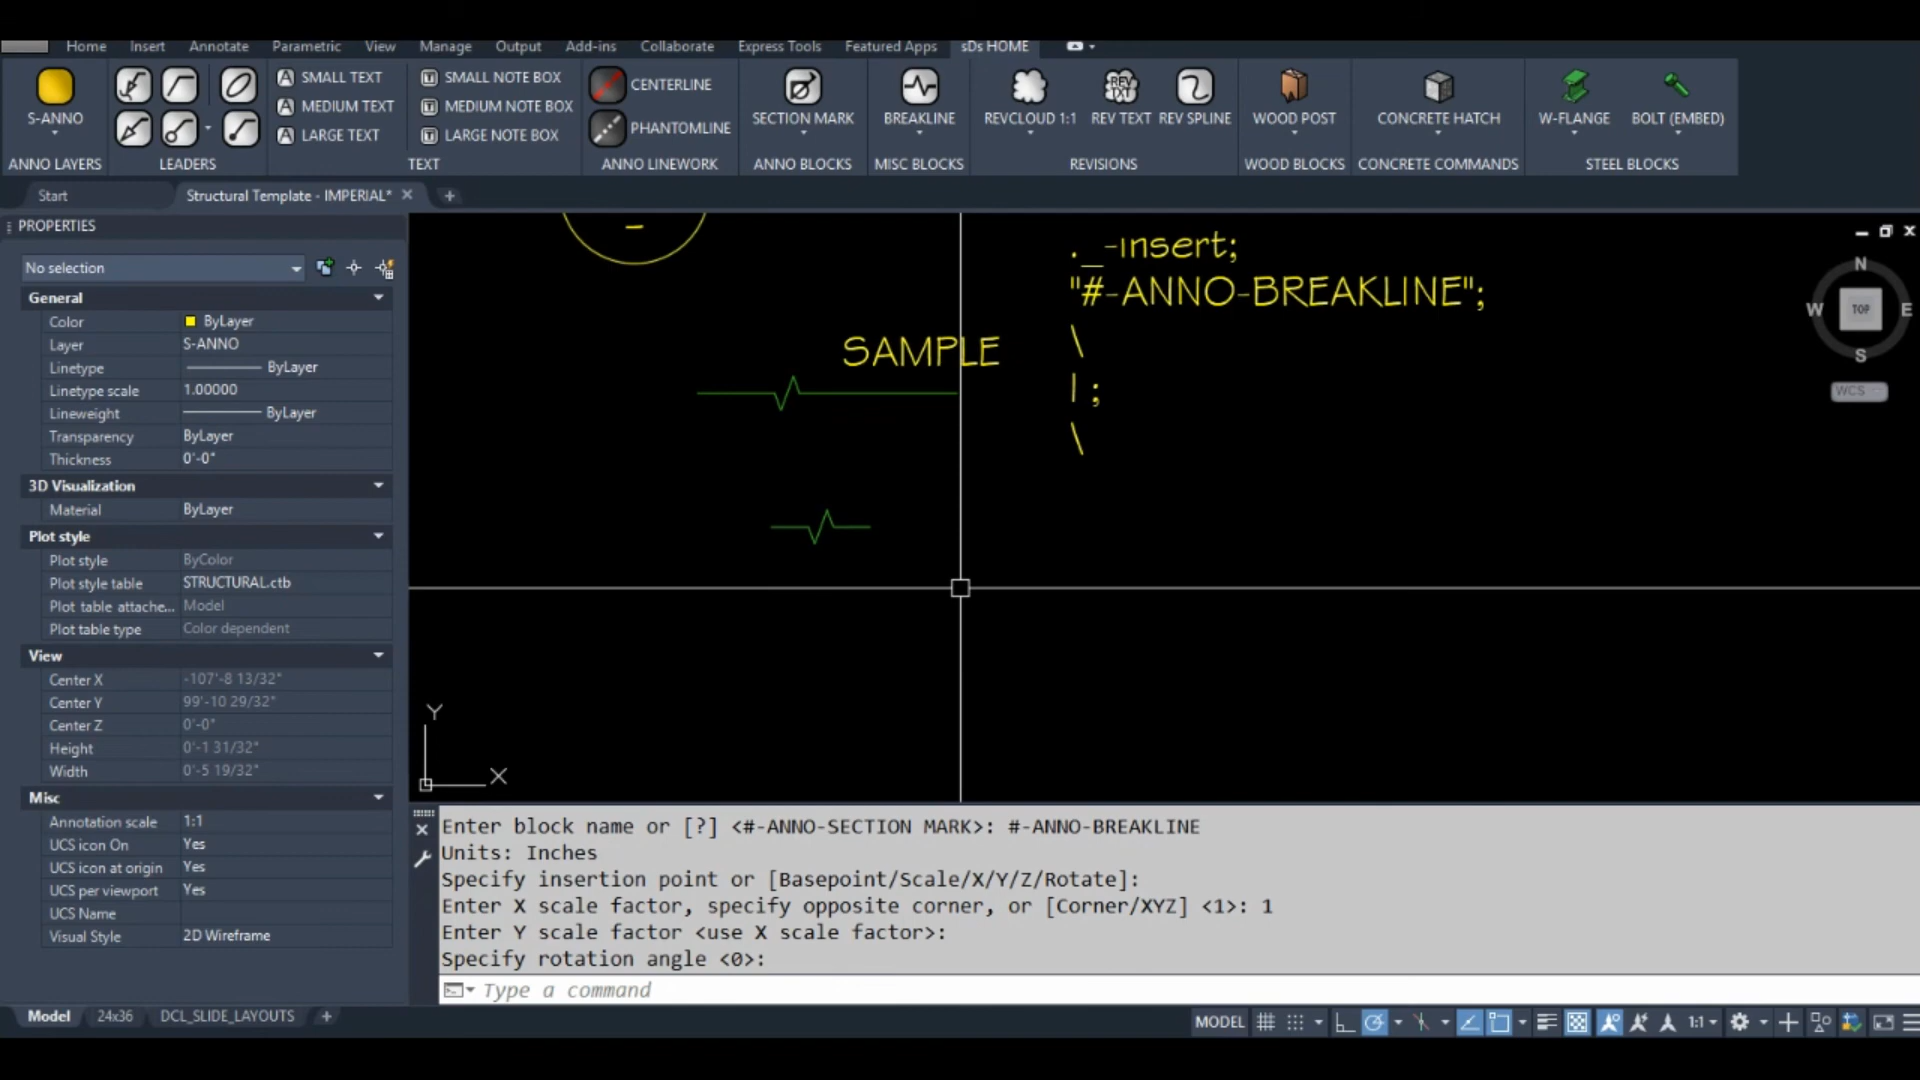 Home Insert Annotate Parametric View Manage Output Add-ins Collaborate Express Tools Featured Apps sDs HOME
S-ANNO
SMALL TEXT
MEDIUM TEXT
LARGE TEXT
SMALL NOTE BOX
MEDIUM NOTE BOX
LARGE NOTE BOX
CENTERLINE
PHANTOMLINE
SECTION MARK
BREAKLINE
REVCLOUD 1:1
REV TXT
REV TEXT
REV SPLINE
WOOD POST
CONCRETE HATCH
W-FLANGE
BOLT (EMBED)
ANNO LAYERS LEADERS TEXT ANNO LINEWORK ANNO BLOCKS MISC BLOCKS REVISIONS WOOD BLOCKS CONCRETE COMMANDS STEEL BLOCKS
Start Structural Template - IMPERIAL*
PROPERTIES
No selection
General
Color ByLayer
Layer S-ANNO
Linetype ByLayer
Linetype scale 1.00000
Lineweight ByLayer
Transparency ByLayer
Thickness 0'-0"
3D Visualization
Material ByLayer
Plot style
Plot style ByColor
Plot style table STRUCTURAL.ctb
Plot table attache... Model
Plot table type Color dependent
View
Center X -107'-8 13/32"
Center Y 99'-10 29/32"
Center Z 0'-0"
Height 0'-1 31/32"
Width 0'-5 19/32"
Misc
Annotation scale 1:1
UCS icon On Yes
UCS icon at origin Yes
UCS per viewport Yes
UCS Name
Visual Style 2D Wireframe
SAMPLE
._-insert;
"#-ANNO-BREAKLINE";
\
1;
\
N
W TOP E
S
WCS
Y
X
Enter block name or [?] <#-ANNO-SECTION MARK>: #-ANNO-BREAKLINE
Units: Inches
Specify insertion point or [Basepoint/Scale/X/Y/Z/Rotate]:
Enter X scale factor, specify opposite corner, or [Corner/XYZ] <1>: 1
Enter Y scale factor <use X scale factor>:
Specify rotation angle <0>:
Type a command
Model 24x36 DCL_SLIDE_LAYOUTS +
MODEL 1:1